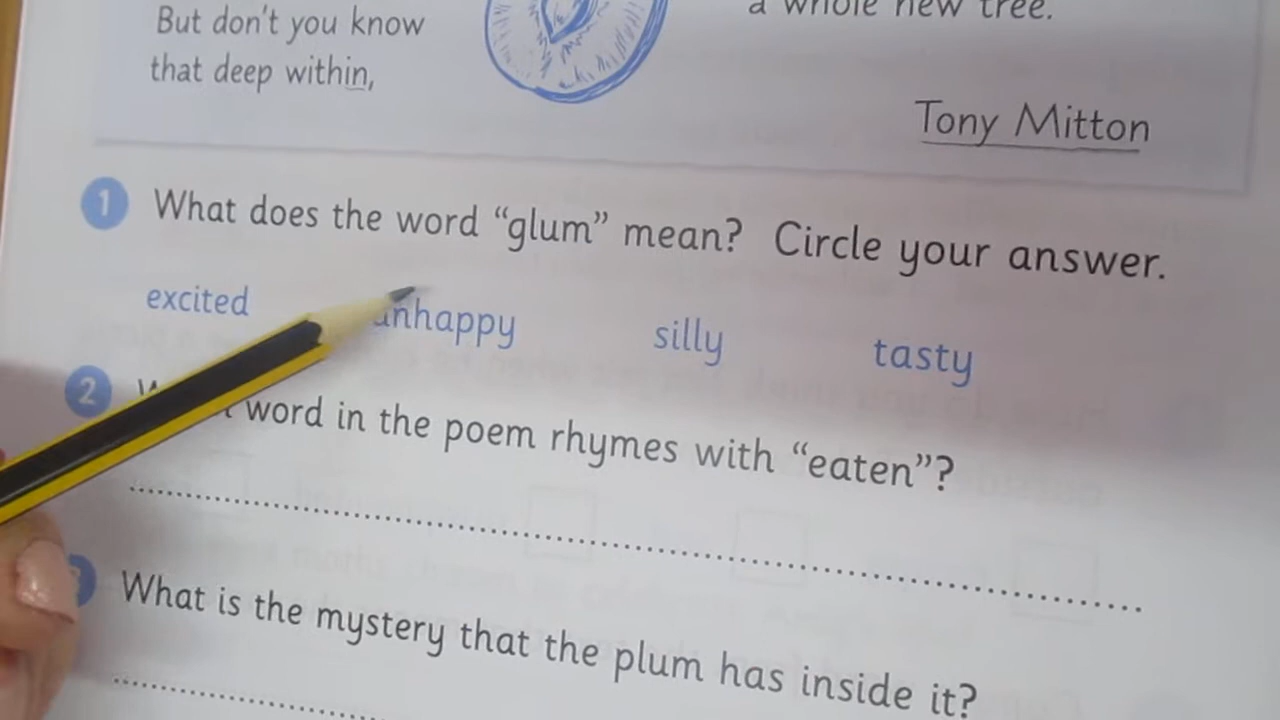 But don't you know
that deep within,
a whole new tree.
Tony Mitton
1 What does the word “glum” mean? Circle your answer.
excited unhappy silly tasty
2 word in the poem rhymes with “eaten”?
What is the mystery that the plum has inside it?